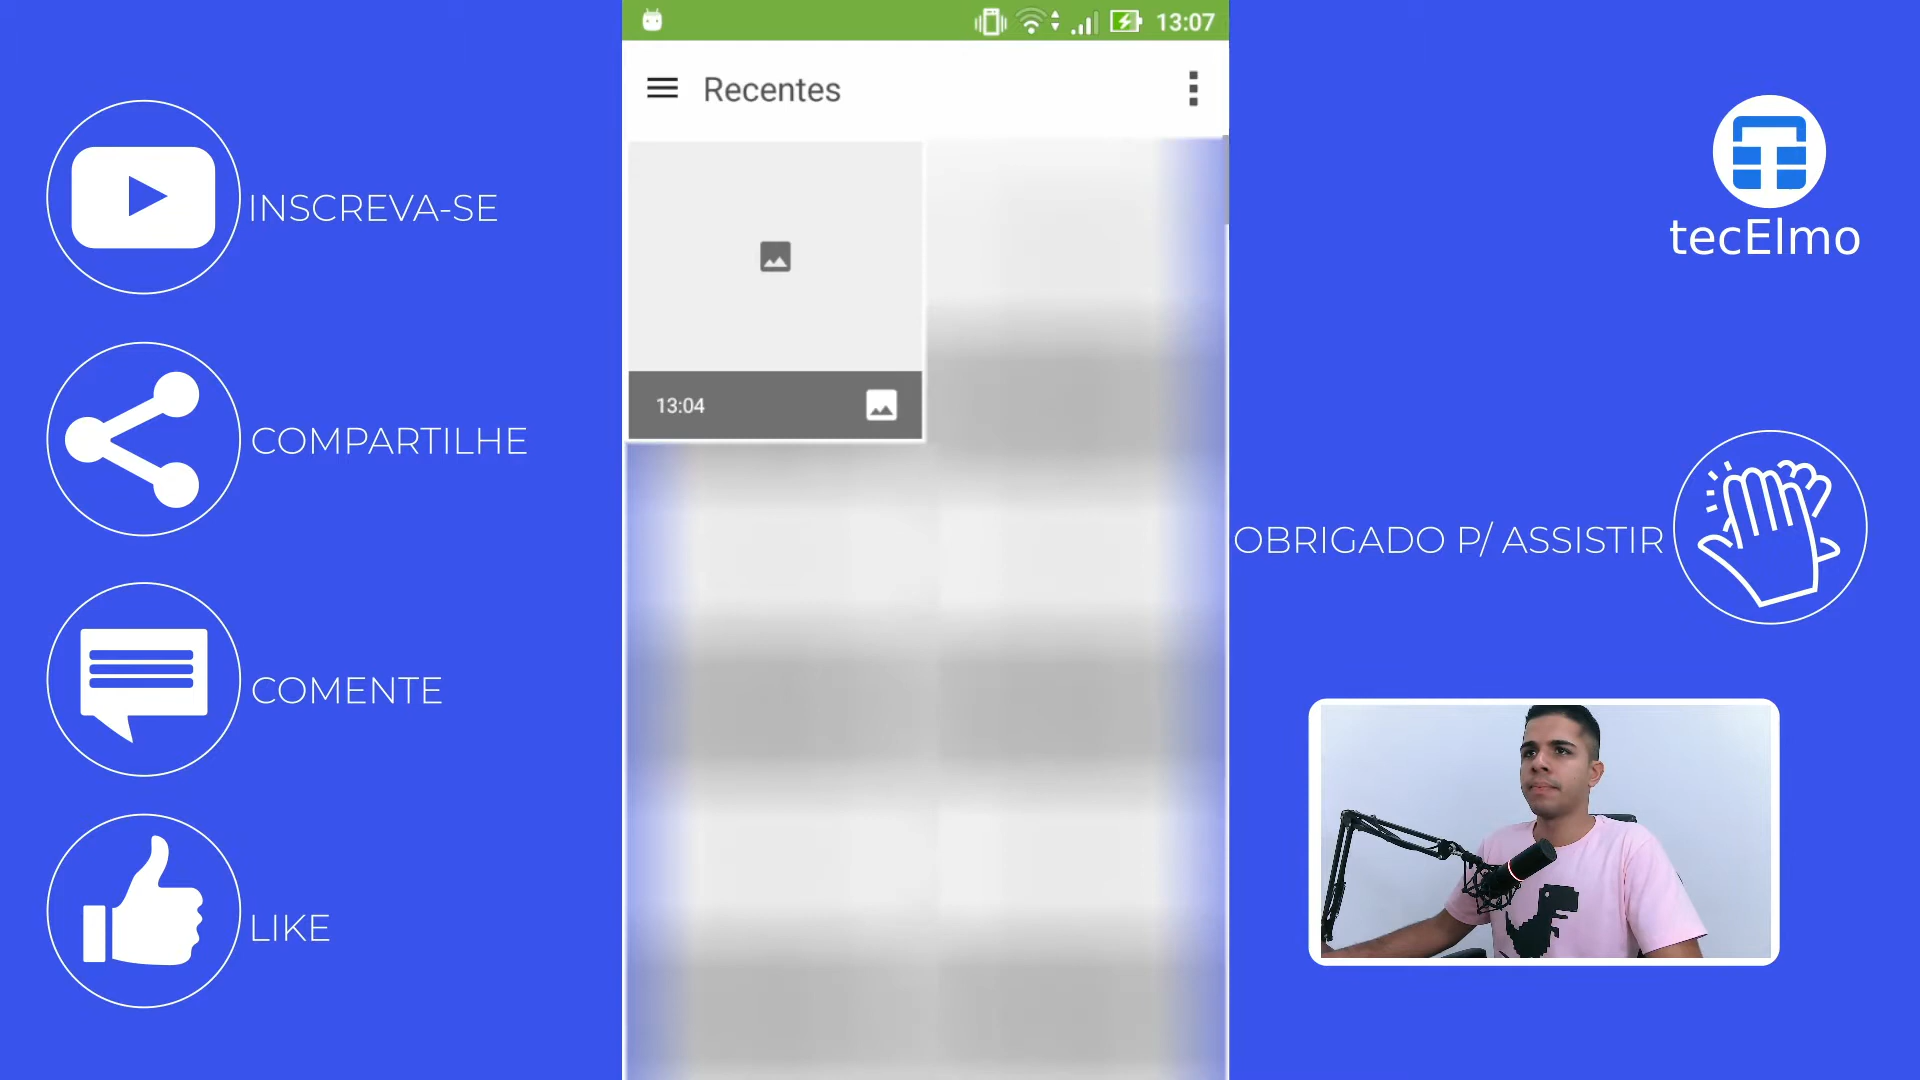 13:07
Recentes
13:04
INSCREVA-SE
COMPARTILHE
COMENTE
LIKE
tecElmo
OBRIGADO P/ ASSISTIR